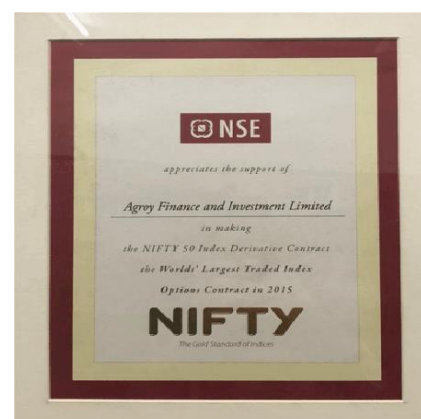 NSE
appreciates the support of
Agroy Finance and Investment Limited
in making
the NIFTY 50 Index Derivative Contract
the Worlds' Largest Traded Index
Options Contract in 2015
NIFTY
The Gold Standard of Indices